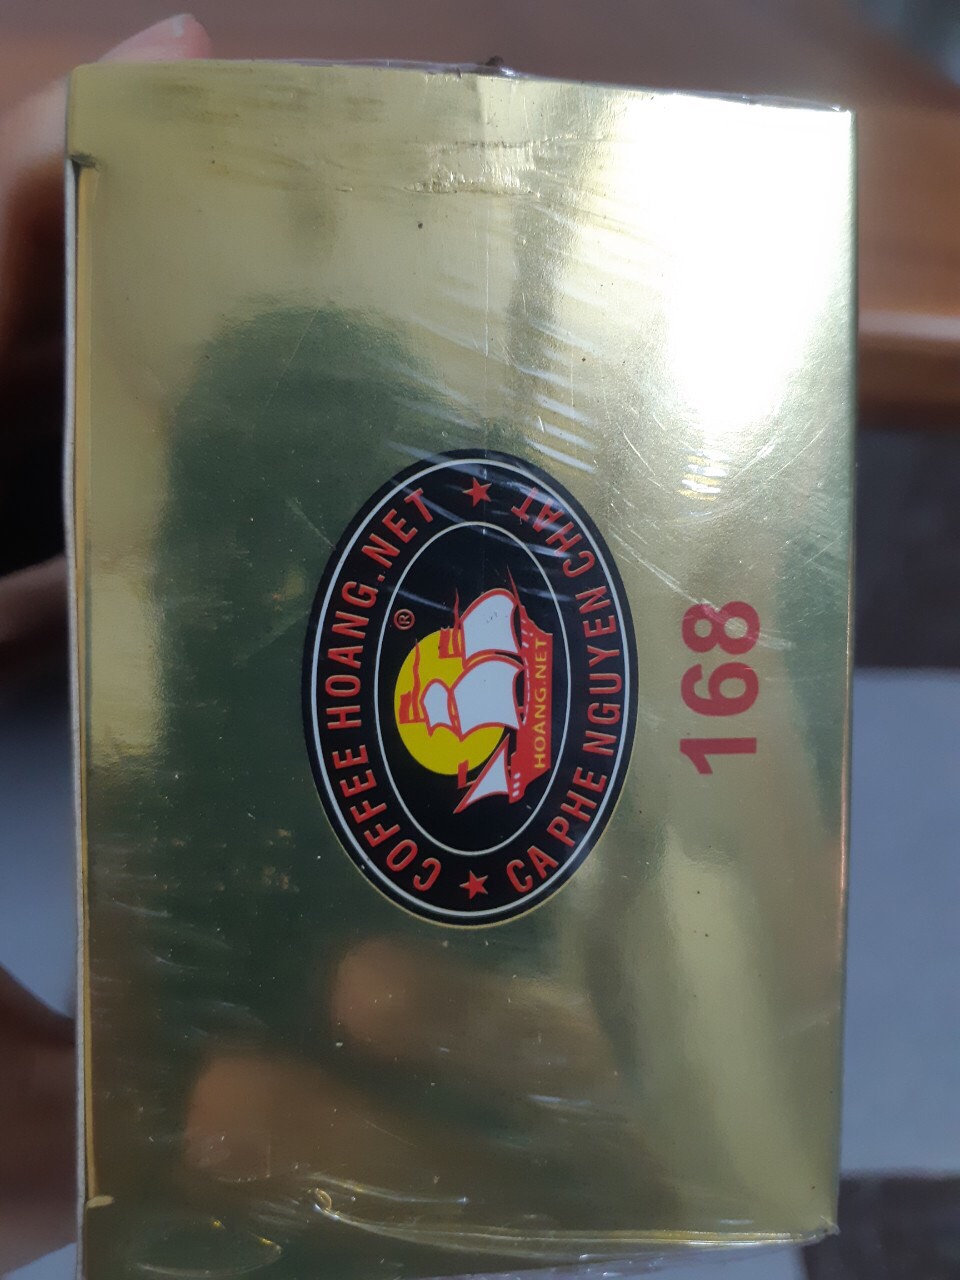 COFFEE HOANG.NET
®
HOANG.NET
CA PHE NGUYEN CHAT
168